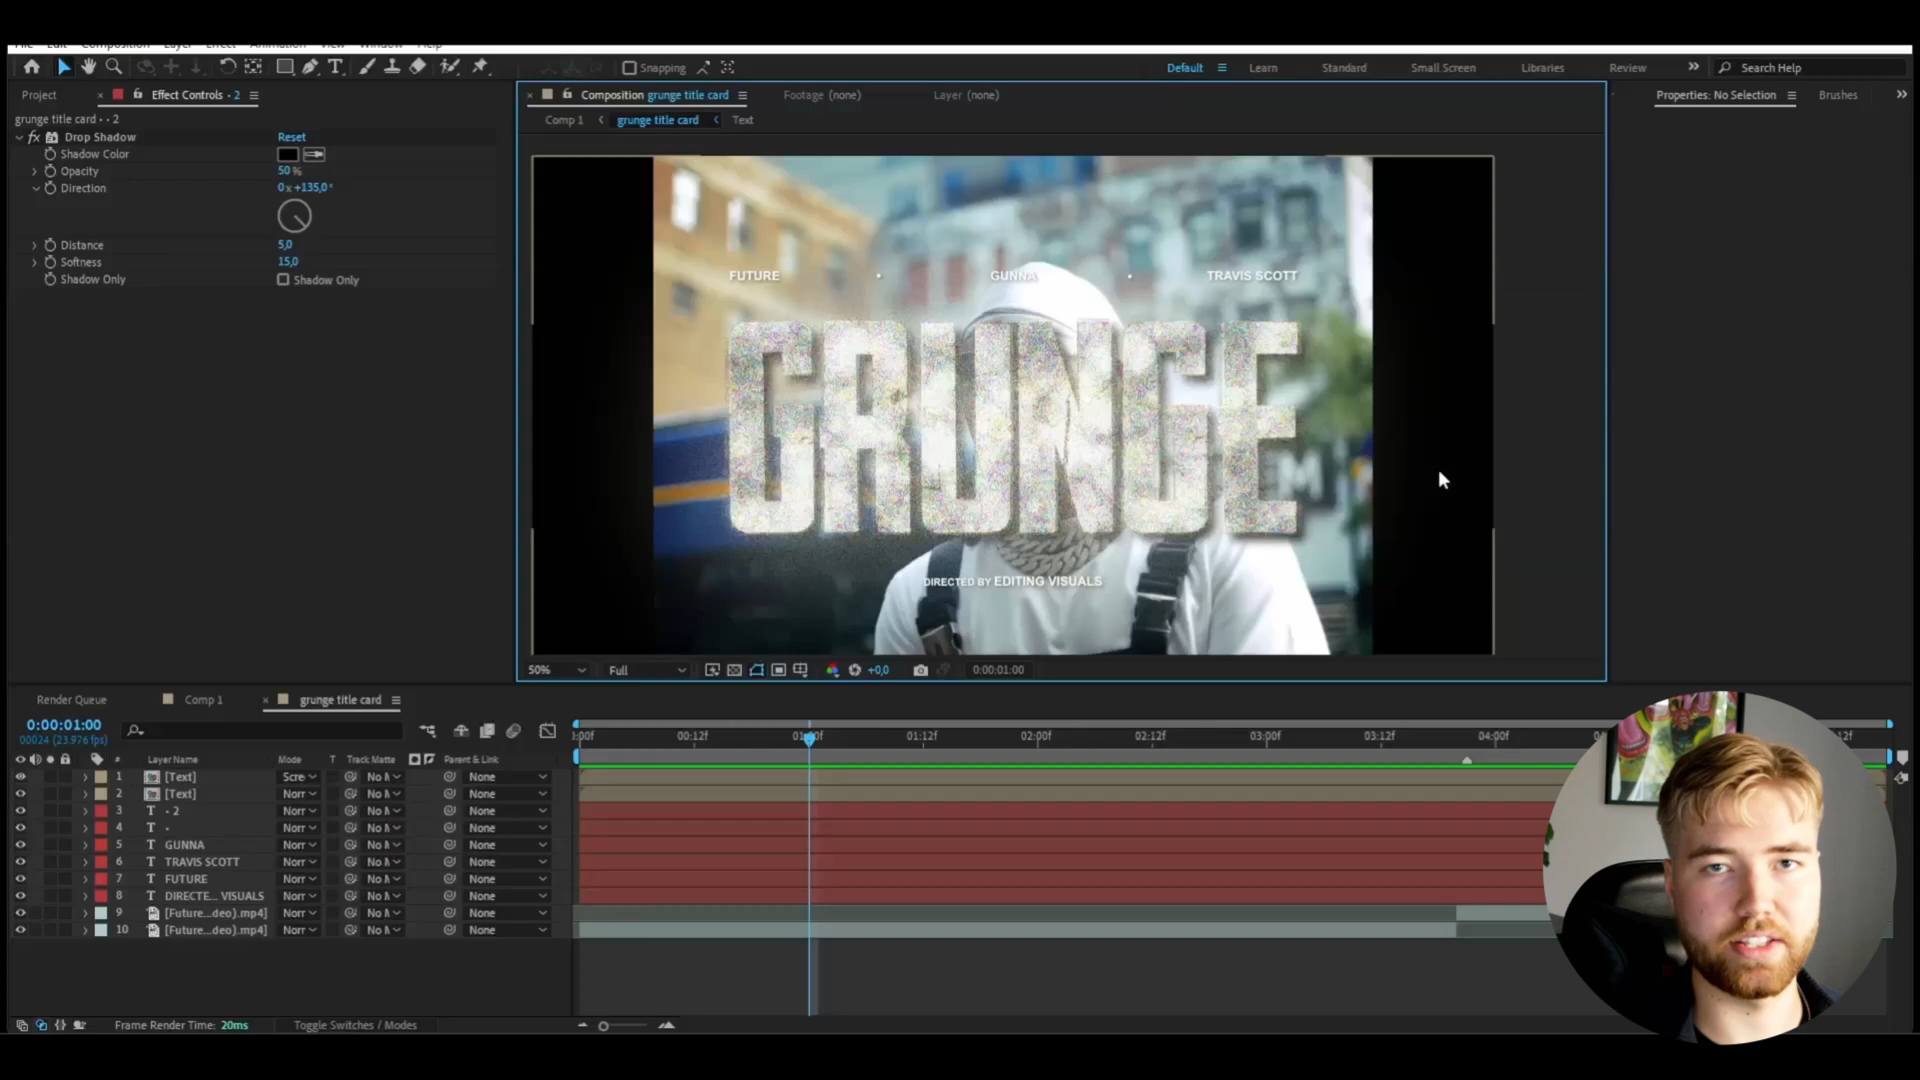 File Edit Composition Layer Effect Animation View Window Help
Snapping
Default Learn Standard Small Screen Libraries Review Search Help
Project Effect Controls • 2
grunge title card • • 2
fx Drop Shadow Reset
Shadow Color
Opacity 50 %
Direction 0 x +135,0°
Distance 5,0
Softness 15,0
Shadow Only Shadow Only
Composition grunge title card Footage (none) Layer (none)
Comp 1 grunge title card Text
FUTURE • GUNNA • TRAVIS SCOTT
GRUNGE
DIRECTED BY EDITING VISUALS
50% Full +0,0 0:00:01:00
Properties: No Selection Brushes
Render Queue Comp 1 grunge title card
0:00:01:00
00024 (23.976 fps)
:00f 00:12f 01:00f 01:12f 02:00f 02:12f 03:00f 03:12f 04:00f
# Layer Name Mode T Track Matte Parent & Link
1 [Text] Scre No M None
2 [Text] Norr No M None
3 T • 2 Norr No M None
4 T • Norr No M None
5 T GUNNA Norr No M None
6 T TRAVIS SCOTT Norr No M None
7 T FUTURE Norr No M None
8 T DIRECTE... VISUALS Norr No M None
9 [Future...deo).mp4] Norr No M None
10 [Future...deo).mp4] Norr No M None
Frame Render Time: 20ms Toggle Switches / Modes